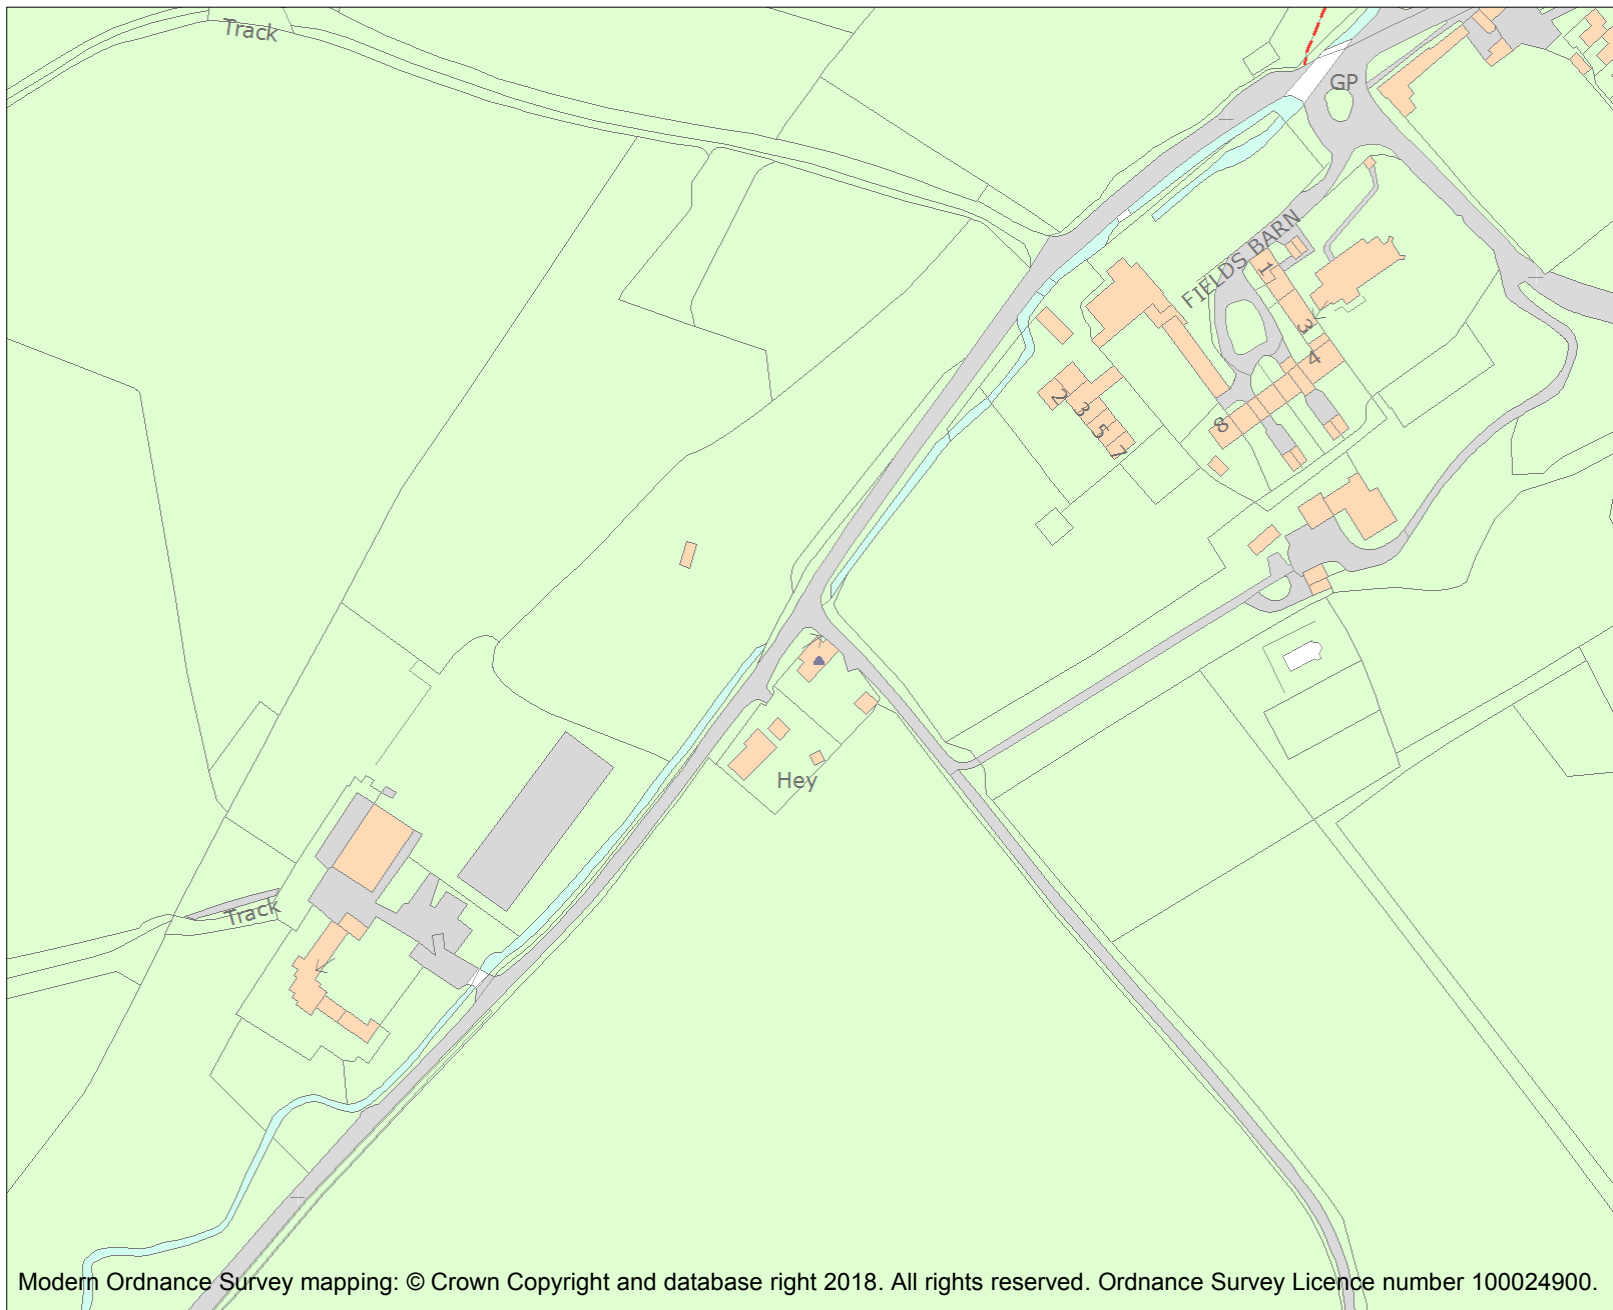 Track
GP
FIELDS BARN
1
3
4
2
3
5
7
8
Hey
Track
Modern Ordnance Survey mapping: © Crown Copyright and database right 2018. All rights reserved. Ordnance Survey Licence number 100024900.